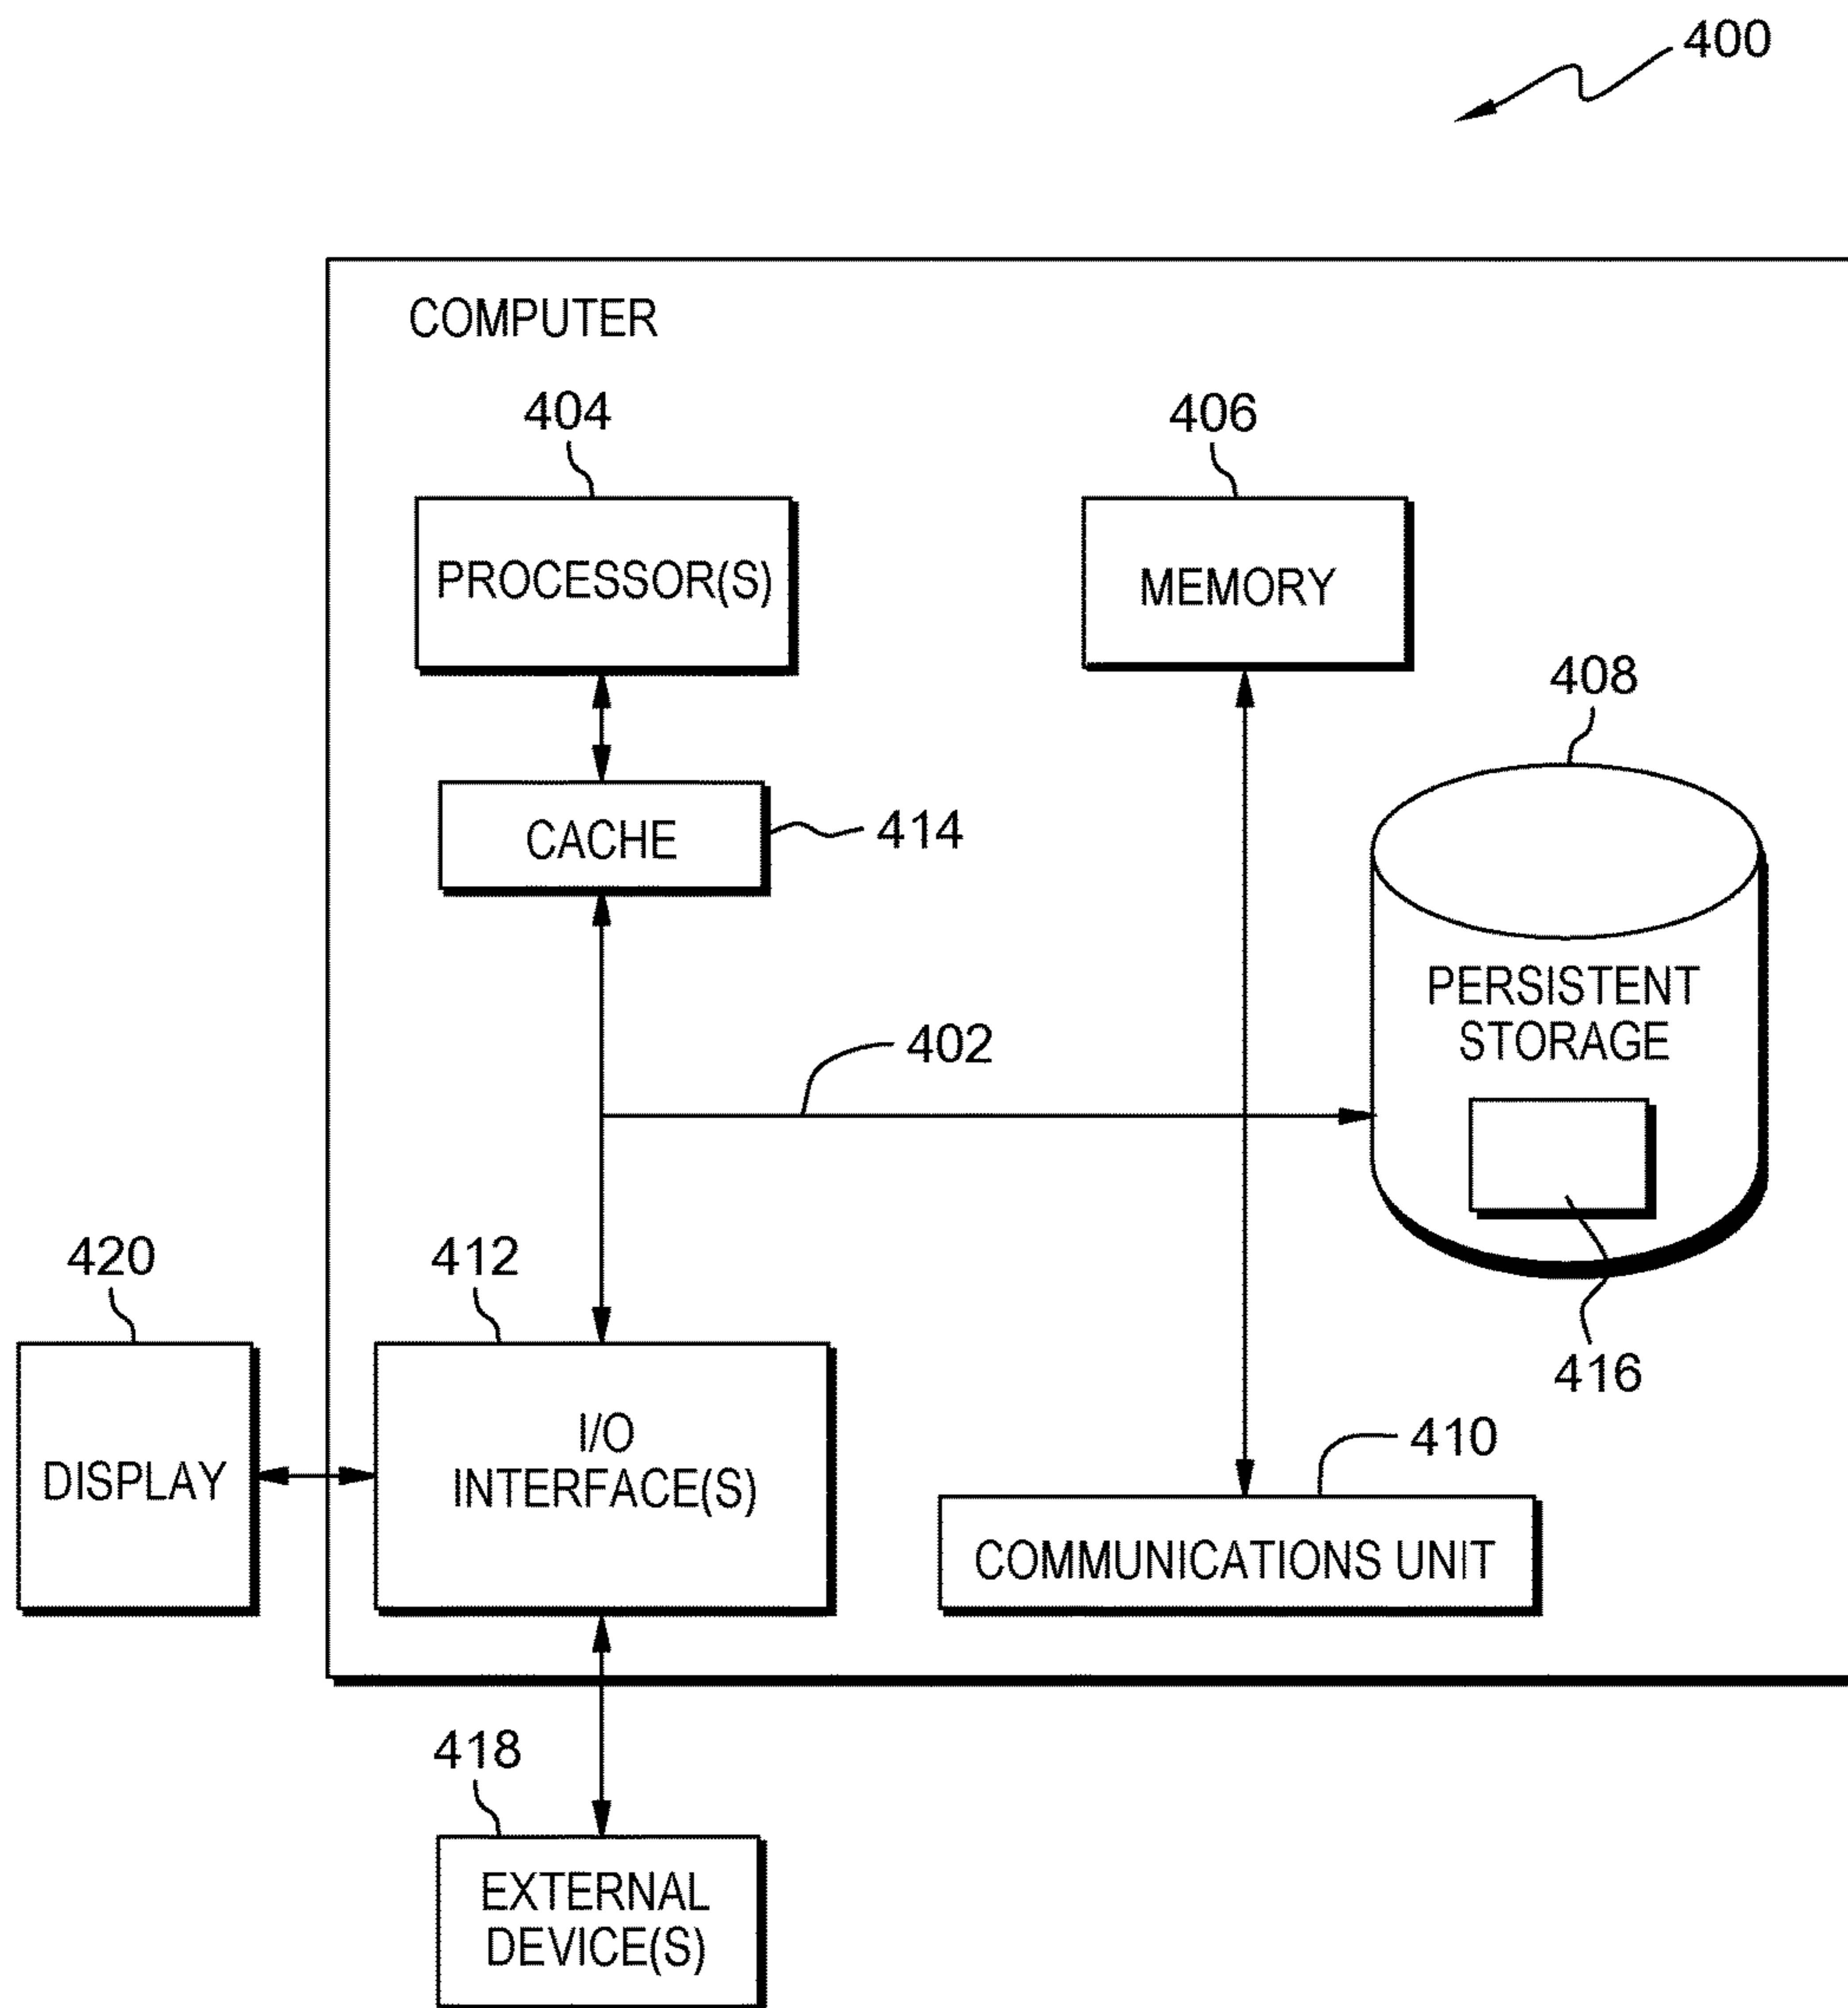 400
COMPUTER
404
406
PROCESSOR(S)
MEMORY
408
CACHE
414
PERSISTENT
STORAGE
402
420
412
416
I/O
INTERFACE(S)
DISPLAY
410
COMMUNICATIONS UNIT
418
EXTERNAL
DEVICE(S)